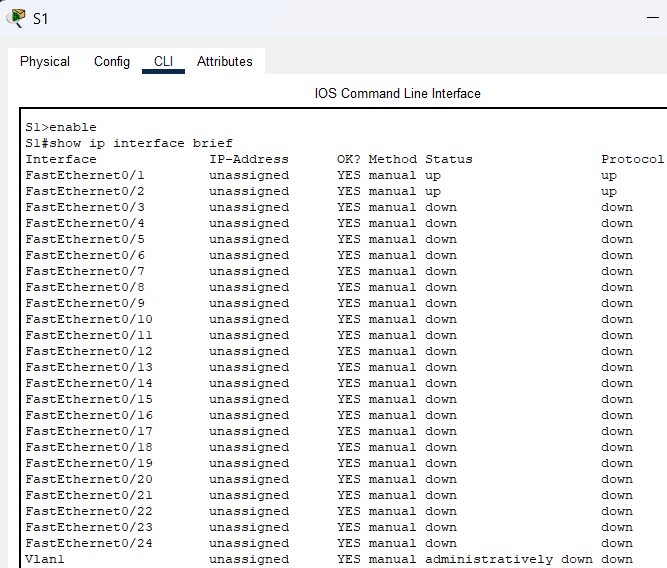 S1
Physical Config CLI Attributes
IOS Command Line Interface
S1>enable
S1#show ip interface brief
Interface IP-Address OK? Method Status Protocol
FastEthernet0/1 unassigned YES manual up up
FastEthernet0/2 unassigned YES manual up up
FastEthernet0/3 unassigned YES manual down down
FastEthernet0/4 unassigned YES manual down down
FastEthernet0/5 unassigned YES manual down down
FastEthernet0/6 unassigned YES manual down down
FastEthernet0/7 unassigned YES manual down down
FastEthernet0/8 unassigned YES manual down down
FastEthernet0/9 unassigned YES manual down down
FastEthernet0/10 unassigned YES manual down down
FastEthernet0/11 unassigned YES manual down down
FastEthernet0/12 unassigned YES manual down down
FastEthernet0/13 unassigned YES manual down down
FastEthernet0/14 unassigned YES manual down down
FastEthernet0/15 unassigned YES manual down down
FastEthernet0/16 unassigned YES manual down down
FastEthernet0/17 unassigned YES manual down down
FastEthernet0/18 unassigned YES manual down down
FastEthernet0/19 unassigned YES manual down down
FastEthernet0/20 unassigned YES manual down down
FastEthernet0/21 unassigned YES manual down down
FastEthernet0/22 unassigned YES manual down down
FastEthernet0/23 unassigned YES manual down down
FastEthernet0/24 unassigned YES manual down down
Vlan1 unassigned YES manual administratively down down